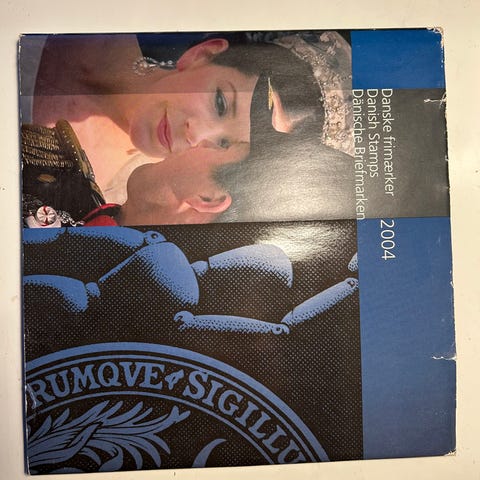 Danske frimærker 2004
Danish Stamps
Dänische Briefmarken
RUMQVE SIGILLU